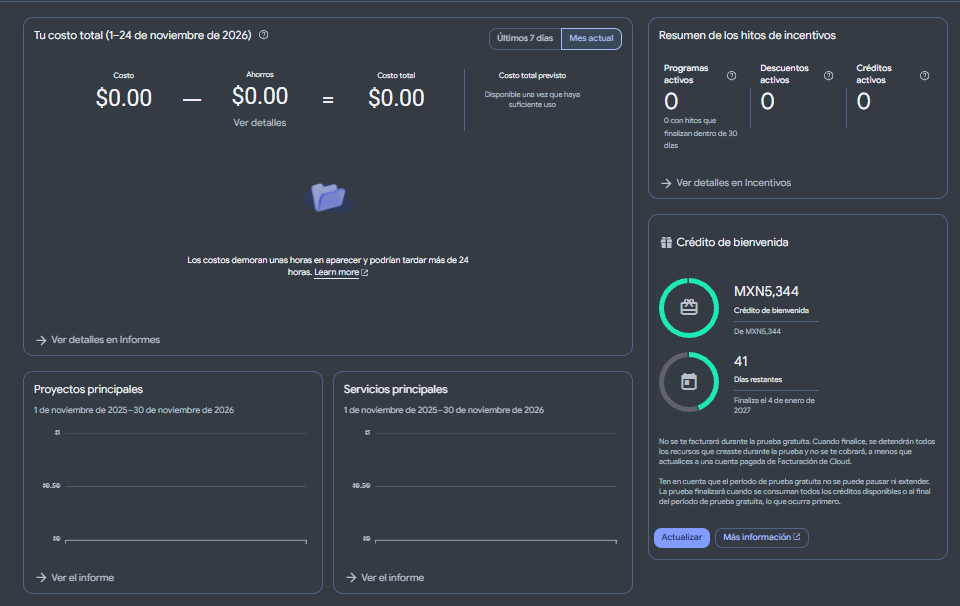 Tu costo total (1–24 de noviembre de 2026)
Últimos 7 días
Mes actual
Costo
$0.00
—
Ahorros
$0.00
Ver detalles
=
Costo total
$0.00
Costo total previsto
Disponible una vez que haya
suficiente uso
Los costos demoran unas horas en aparecer y podrían tardar más de 24
horas. Learn more
Ver detalles en Informes
Resumen de los hitos de incentivos
Programas
activos
0
0 con hitos que
finalizan dentro de 30
días
Descuentos
activos
0
Créditos
activos
0
Ver detalles en Incentivos
Crédito de bienvenida
MXN5,344
Crédito de bienvenida
De MXN5,344
41
Días restantes
Finaliza el 4 de enero de
2027
No se te facturará durante la prueba gratuita. Cuando finalice, se detendrán todos
los recursos que creaste durante la prueba y no se te cobrará, a menos que
actualices a una cuenta pagada de Facturación de Cloud.
Ten en cuenta que el período de prueba gratuita no se puede pausar ni extender.
La prueba finalizará cuando se consuman todos los créditos disponibles o al final
del período de prueba gratuita, lo que ocurra primero.
Actualizar
Más información
Proyectos principales
1 de noviembre de 2025–30 de noviembre de 2026
$1
$0.50
$0
Ver el informe
Servicios principales
1 de noviembre de 2025–30 de noviembre de 2026
$1
$0.50
$0
Ver el informe